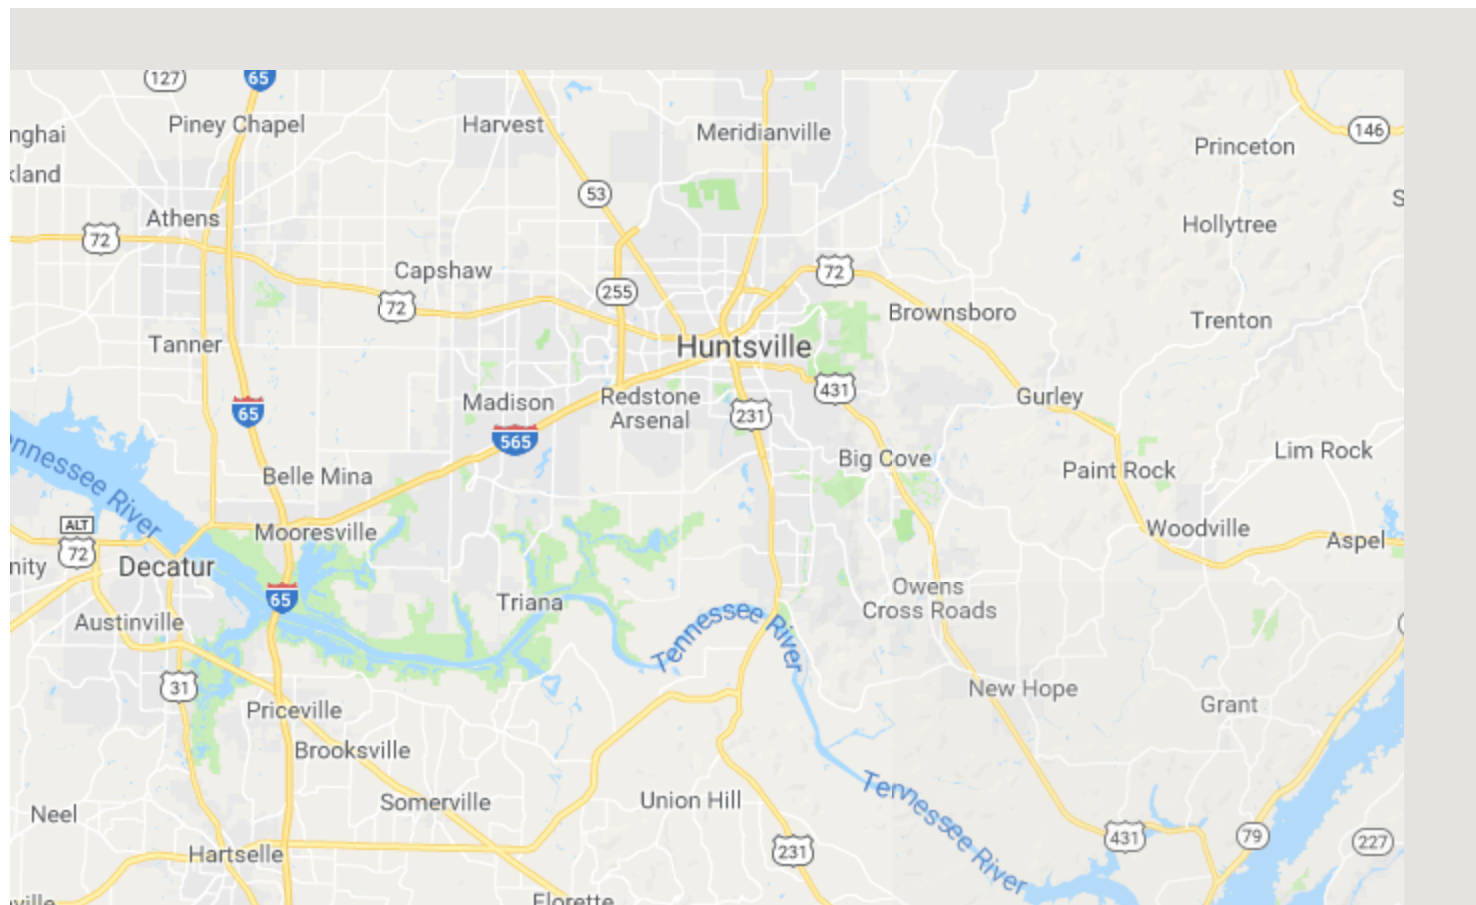 127
65
Piney Chapel
Harvest
Meridianville
146
nghai
Princeton
kland
53
S
Athens
Hollytree
72
Capshaw
72
255
72
Brownsboro
Trenton
Tanner
Huntsville
431
Madison
Redstone
Arsenal
Gurley
65
231
565
Lim Rock
Big Cove
Paint Rock
ennessee River
Belle Mina
ALT
72
Mooresville
Woodville
Aspel
nity
Decatur
65
Triana
Owens
Cross Roads
Austinville
Tennessee River
31
New Hope
Grant
Priceville
Brooksville
Somerville
Union Hill
Tennessee River
Neel
431
79
227
Hartselle
231
ville
Florette